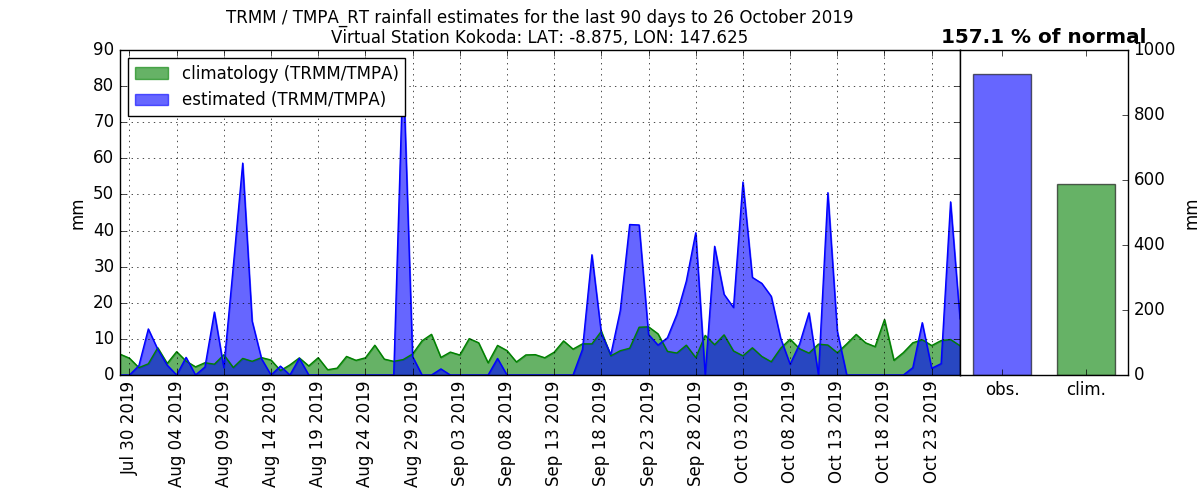 TRMM / TMPA_RT rainfall estimates for the last 90 days to 26 October 2019
Virtual Station Kokoda: LAT: -8.875, LON: 147.625
157.1 % of normal
climatology (TRMM/TMPA)
estimated (TRMM/TMPA)
90
80
70
60
50
40
30
20
10
0
mm
Jul 30 2019
Aug 04 2019
Aug 09 2019
Aug 14 2019
Aug 19 2019
Aug 24 2019
Aug 29 2019
Sep 03 2019
Sep 08 2019
Sep 13 2019
Sep 18 2019
Sep 23 2019
Sep 28 2019
Oct 03 2019
Oct 08 2019
Oct 13 2019
Oct 18 2019
Oct 23 2019
obs.
clim.
1000
800
600
400
200
0
mm